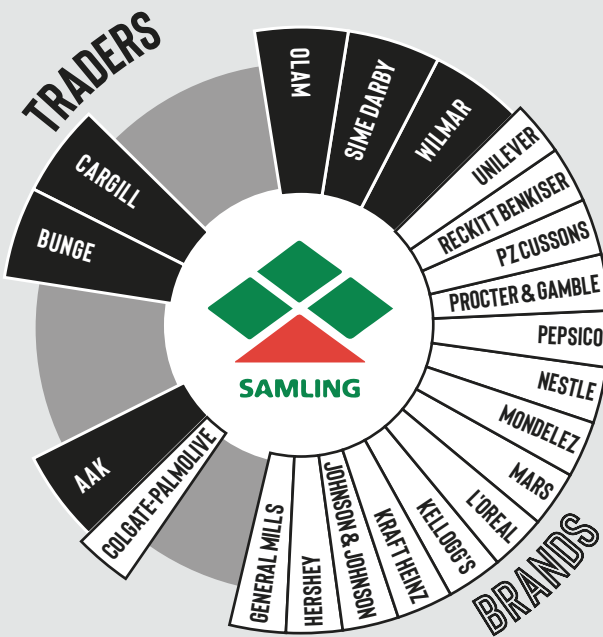 TRADERS
OLAM
SIME DARBY
WILMAR
UNILEVER
RECKITT BENKISER
PZ CUSSONS
PROCTER & GAMBLE
PEPSICO
NESTLE
MONDELEZ
MARS
L'OREAL
KELLOGG'S
KRAFT HEINZ
JOHNSON & JOHNSON
HERSHEY
GENERAL MILLS
COLGATE-PALMOLIVE
AAK
BUNGE
CARGILL
SAMLING
BRANDS